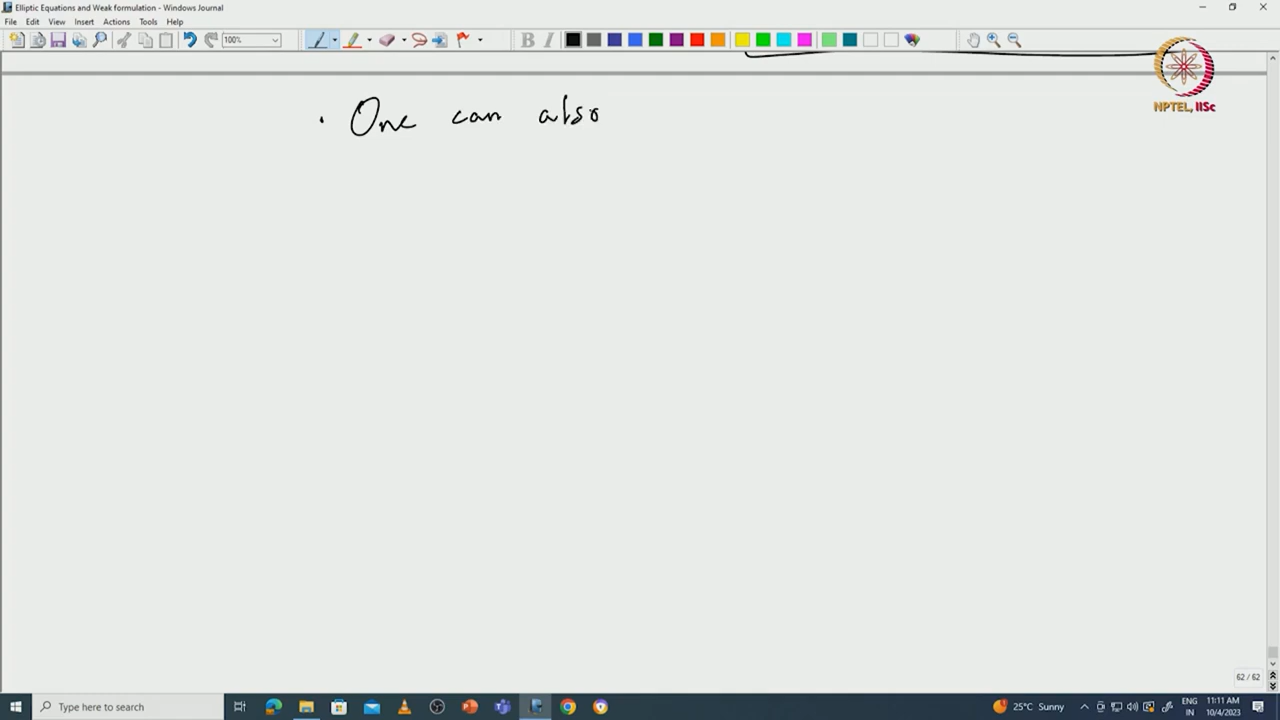 Elliptic Equations and Weak formulation - Windows Journal
File Edit View Insert Actions Tools Help
100%
B I
NPTEL, IISc
· One can also
62 / 62
Type here to search
25°C Sunny
ENG
IN
11:11 AM
10/4/2023